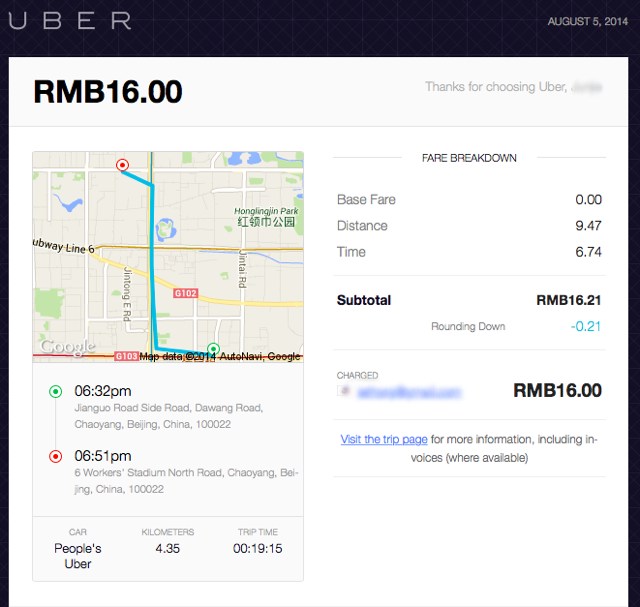 UBER
AUGUST 5, 2014
RMB16.00
Thanks for choosing Uber,
Honglingjin Park
红领巾公园
ubway Line 6
Jintong E Rd
Jintai Rd
G102
Google
G103
Map data ©2014 AutoNavi, Google
06:32pm
Jianguo Road Side Road, Dawang Road,
Chaoyang, Beijing, China, 100022
06:51pm
6 Workers' Stadium North Road, Chaoyang, Bei-
jing, China, 100022
CAR
KILOMETERS
TRIP TIME
People's
Uber
4.35
00:19:15
FARE BREAKDOWN
Base Fare 0.00
Distance 9.47
Time 6.74
Subtotal RMB16.21
Rounding Down -0.21
CHARGED
RMB16.00
Visit the trip page for more information, including in-
voices (where available)